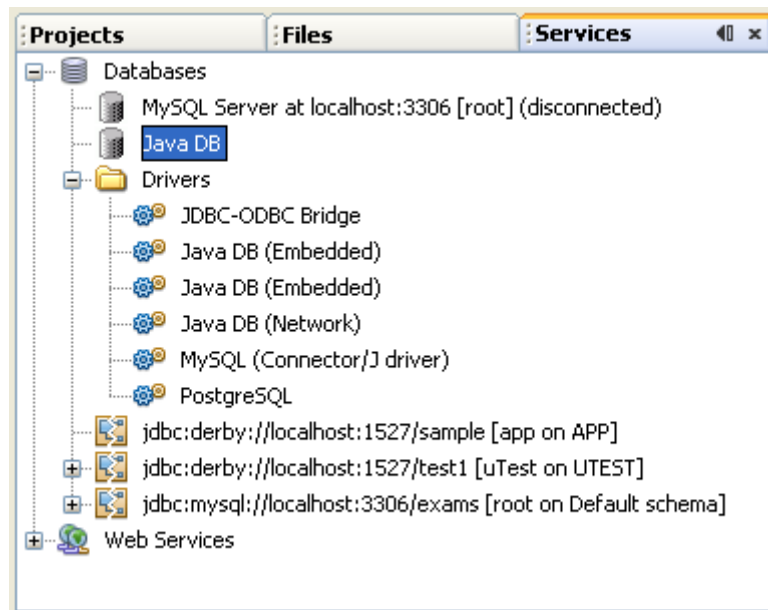 Projects Files Services
Databases
MySQL Server at localhost:3306 [root] (disconnected)
Java DB
Drivers
JDBC-ODBC Bridge
Java DB (Embedded)
Java DB (Embedded)
Java DB (Network)
MySQL (Connector/J driver)
PostgreSQL
jdbc:derby://localhost:1527/sample [app on APP]
jdbc:derby://localhost:1527/test1 [uTest on UTEST]
jdbc:mysql://localhost:3306/exams [root on Default schema]
Web Services